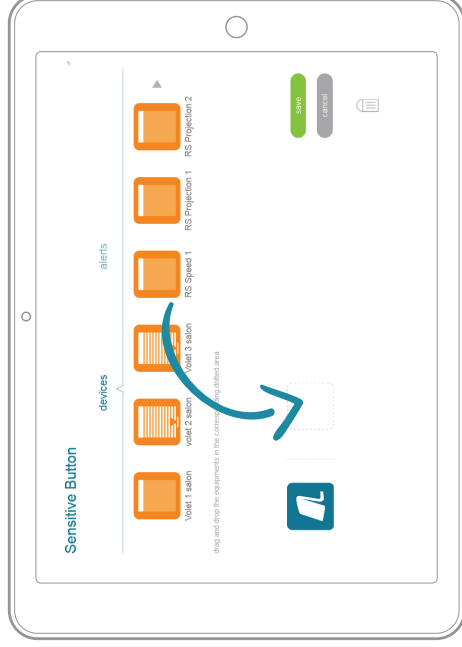 Sensitive Button
devices
alerts
Volet 1 salon
volet 2 salon
Volet 3 salon
RS Speed 1
RS Projection 1
RS Projection 2
drag and drop the equipments in the corresponding dotted area
save
cancel